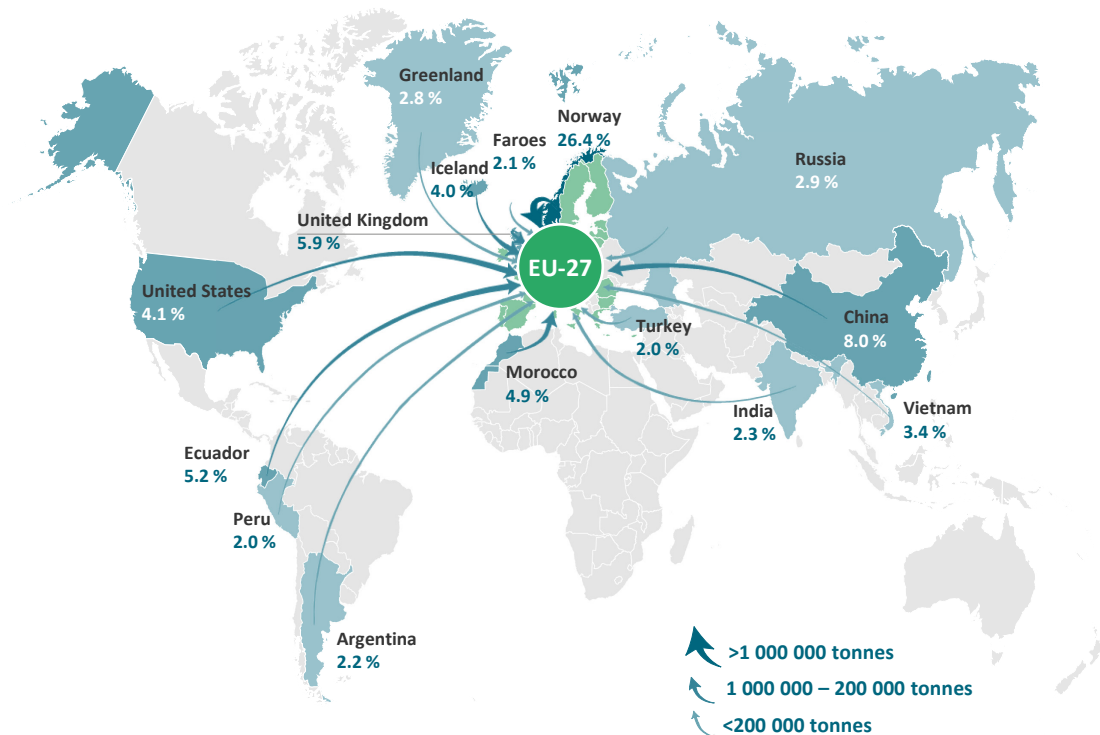 Greenland
2.8 %
Norway
26.4 %
Faroes
2.1 %
Iceland
4.0 %
Russia
2.9 %
United Kingdom
5.9 %
EU-27
United States
4.1 %
China
8.0 %
Turkey
2.0 %
Morocco
4.9 %
India
2.3 %
Vietnam
3.4 %
Ecuador
5.2 %
Peru
2.0 %
Argentina
2.2 %
>1 000 000 tonnes
1 000 000 – 200 000 tonnes
<200 000 tonnes